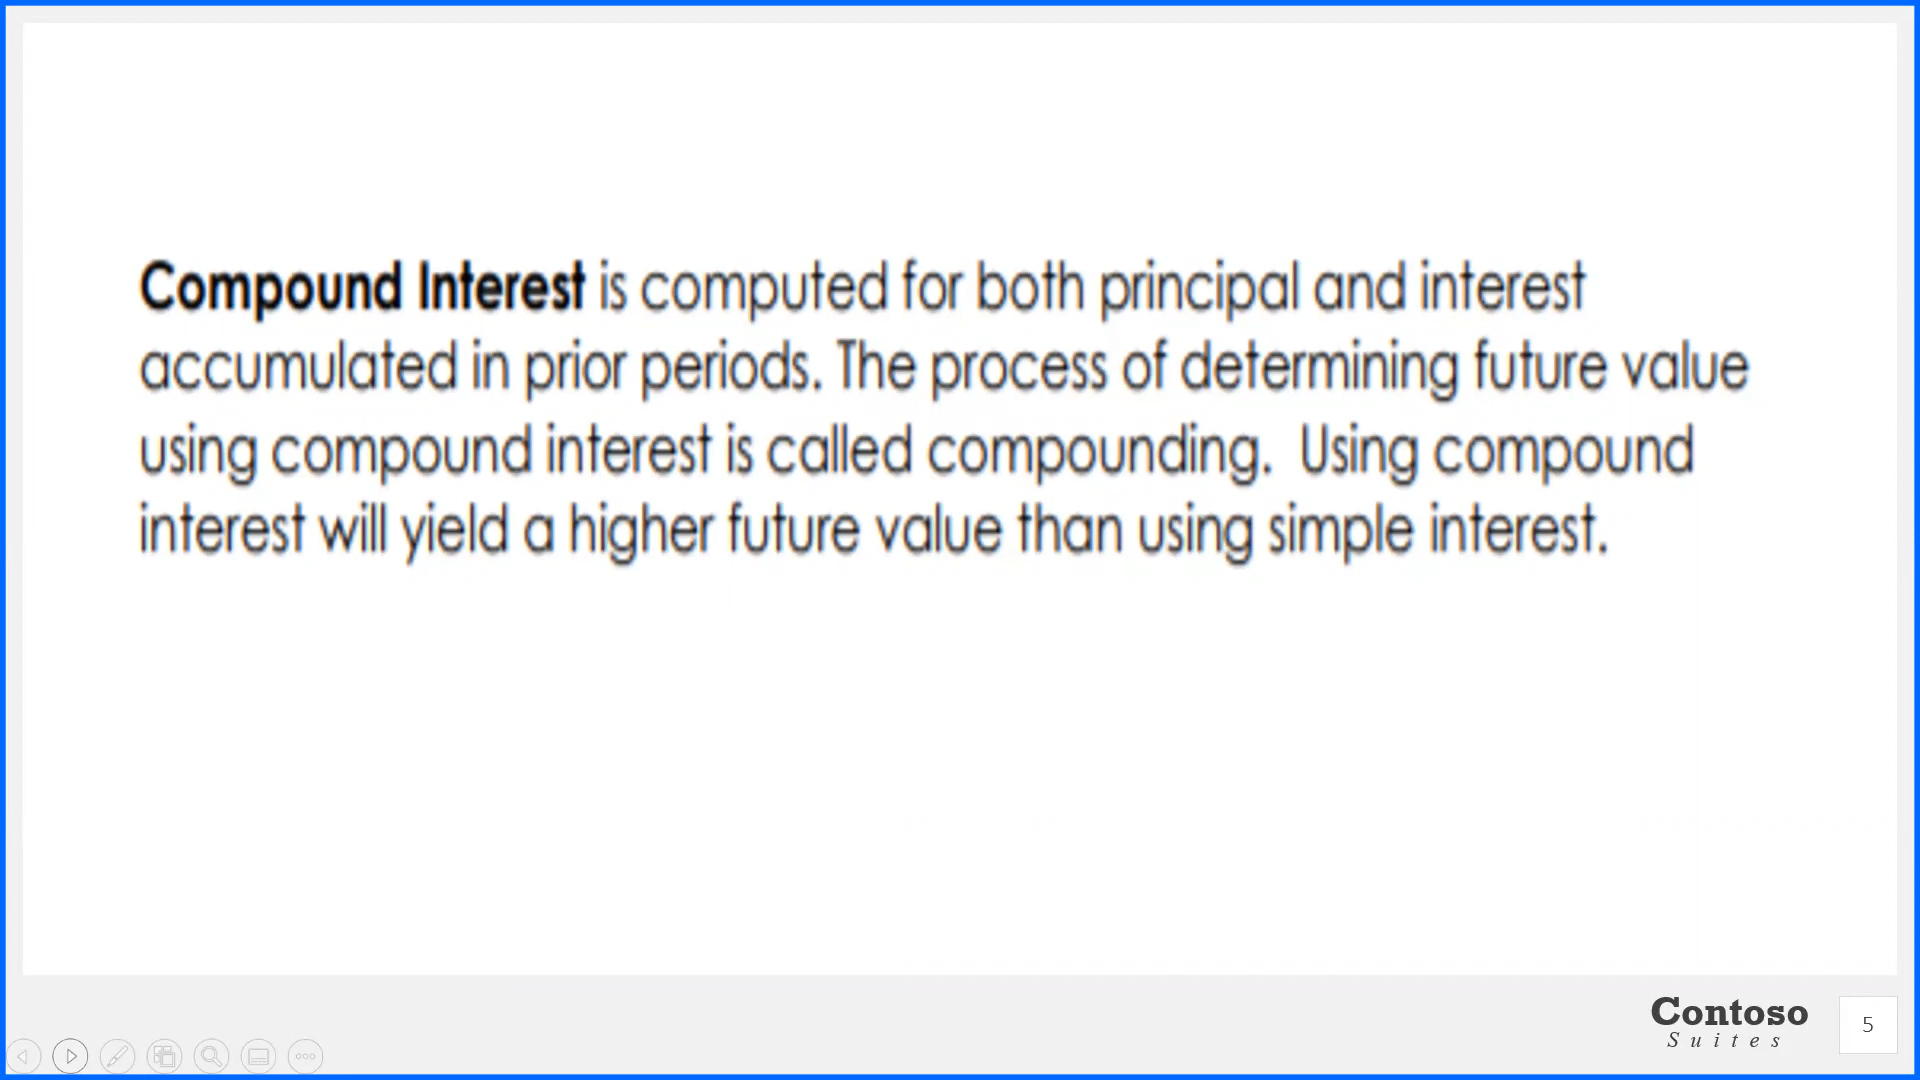 Compound Interest is computed for both principal and interest
accumulated in prior periods. The process of determining future value
using compound interest is called compounding.  Using compound
interest will yield a higher future value than using simple interest.
Contoso
Suites
5